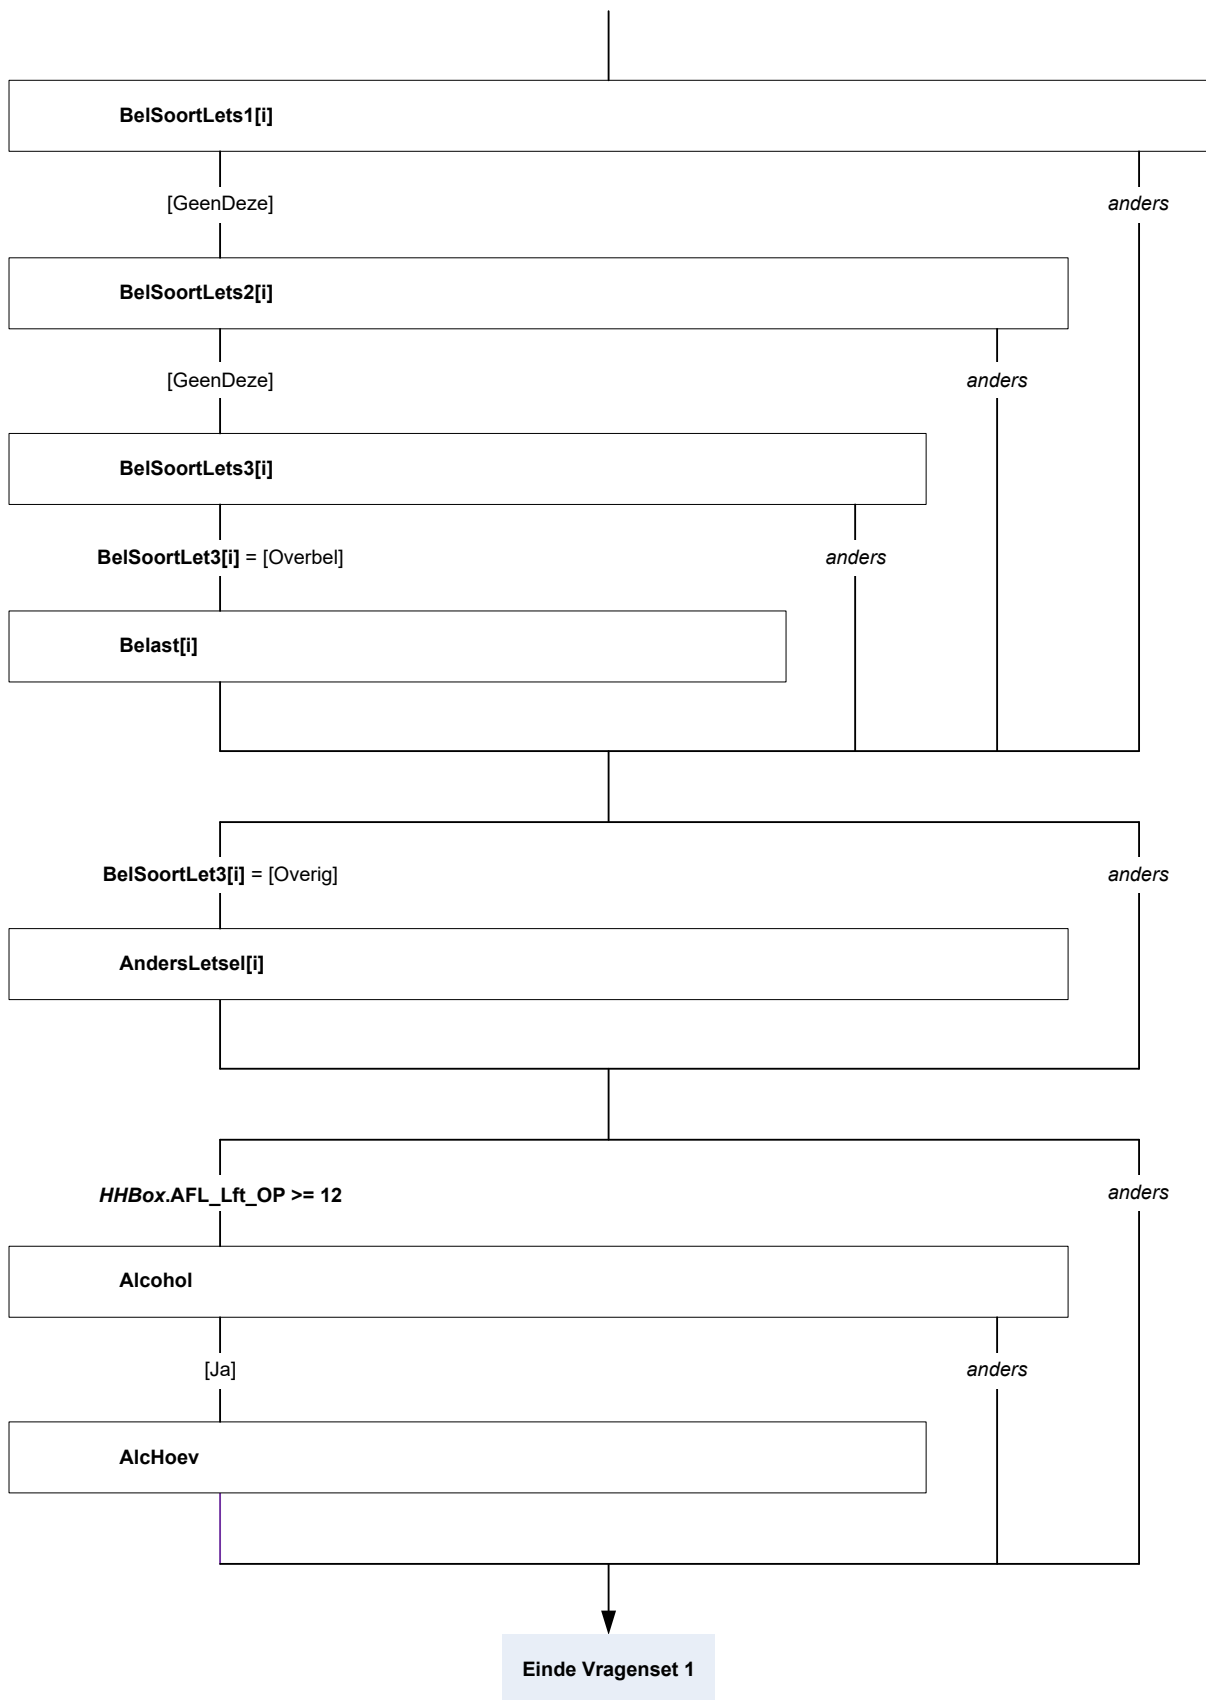 BelSoortLets1[i]
[GeenDeze] anders
BelSoortLets2[i]
[GeenDeze] anders
BelSoortLets3[i]
BelSoortLet3[i] = [Overbel] anders
Belast[i]
BelSoortLet3[i] = [Overig] anders
AndersLetsel[i]
HHBox.AFL_Lft_OP >= 12 anders
Alcohol
[Ja] anders
AlcHoev
Einde Vragenset 1